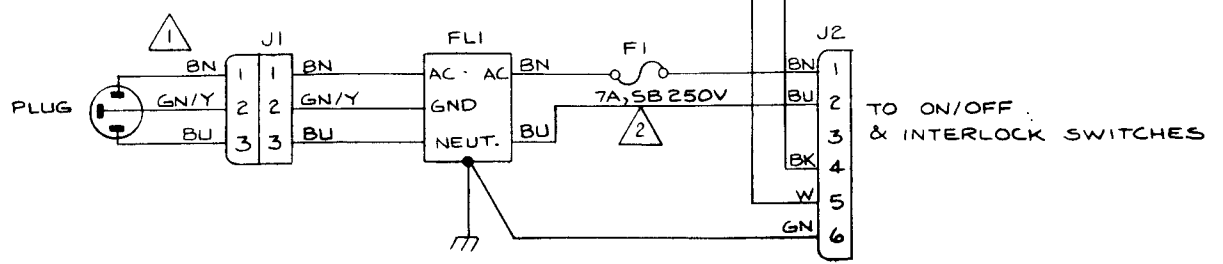 1
J1
FL1
F1
J2
PLUG
BN
GN/Y
BU
1 1
2 2
3 3
BN
GN/Y
BU
AC · AC
GND
NEUT.
BN
BU
7A, SB 250V
2
BN 1
BU 2
3
BK 4
W 5
GN 6
TO ON/OFF
& INTERLOCK SWITCHES